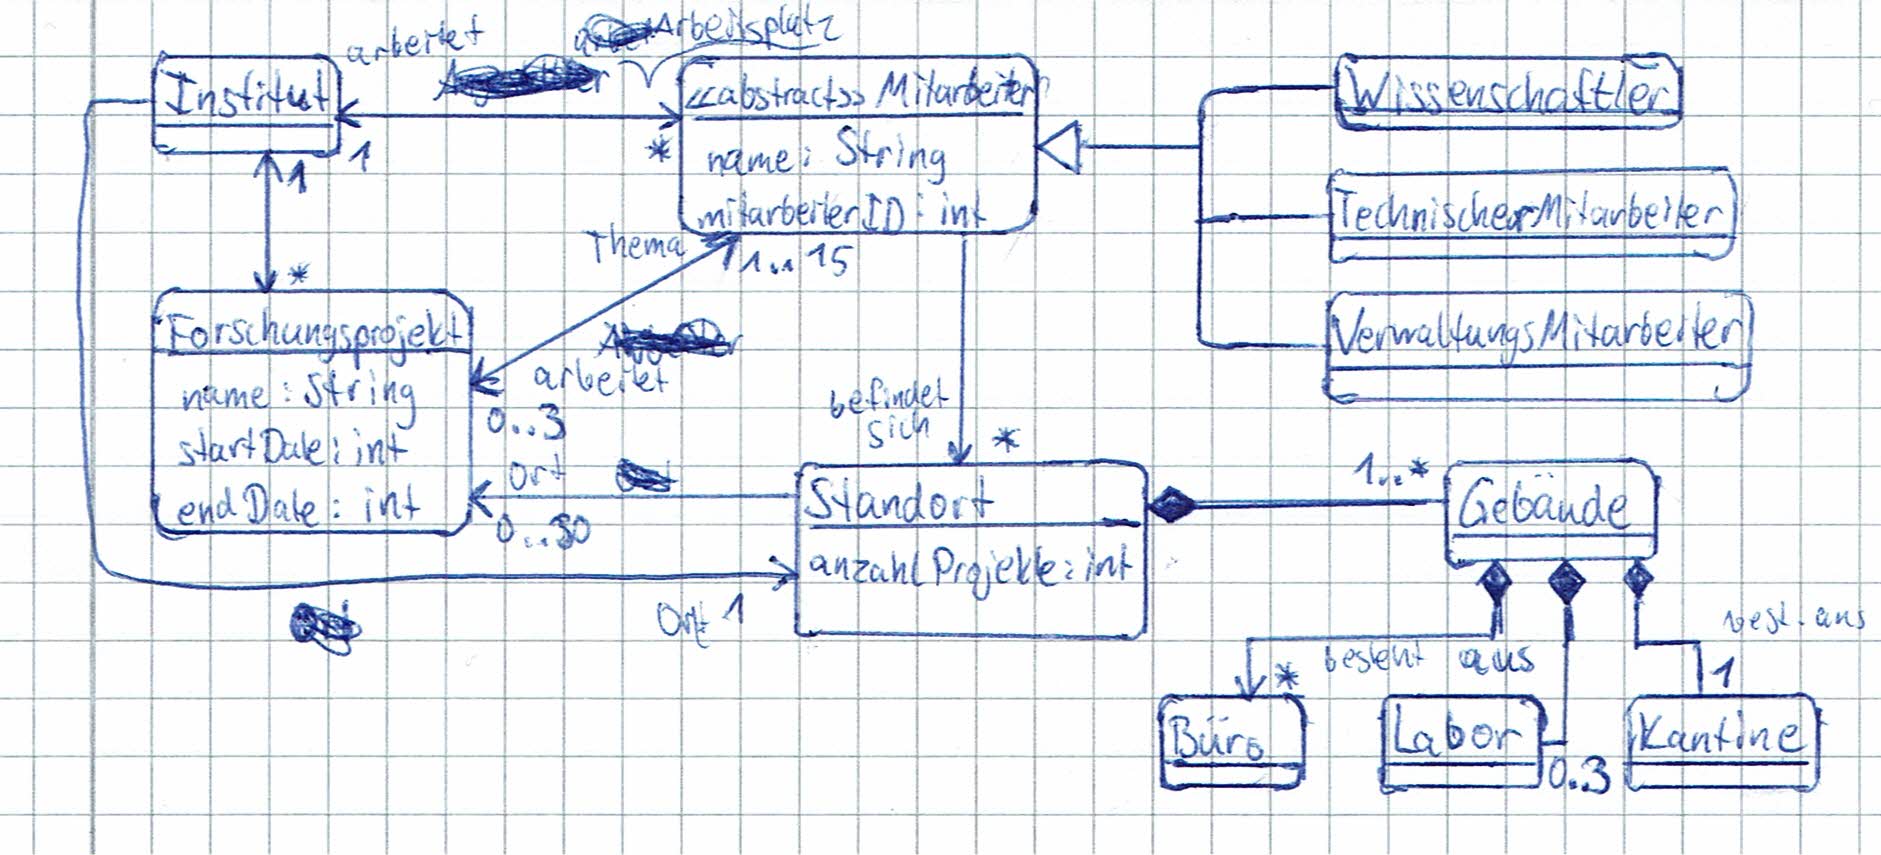 arbeitet
Arbeitsplatz
Institut
1
1
*
<<abstract>> Mitarbeiter
name: String
mitarbeiterID: int
Wissenschaftler
TechnischerMitarbeiter
VerwaltungsMitarbeiter
Thema
1..15
*
Forschungsprojekt
name: String
startDate: int
endDate: int
arbeitet
0..3
Ort
0..30
befindet
sich
*
Standort
anzahlProjekte: int
Ort 1
1..*
Gebäude
besteht aus
*
best. aus
1
Büro
Labor
0..3
Kantine